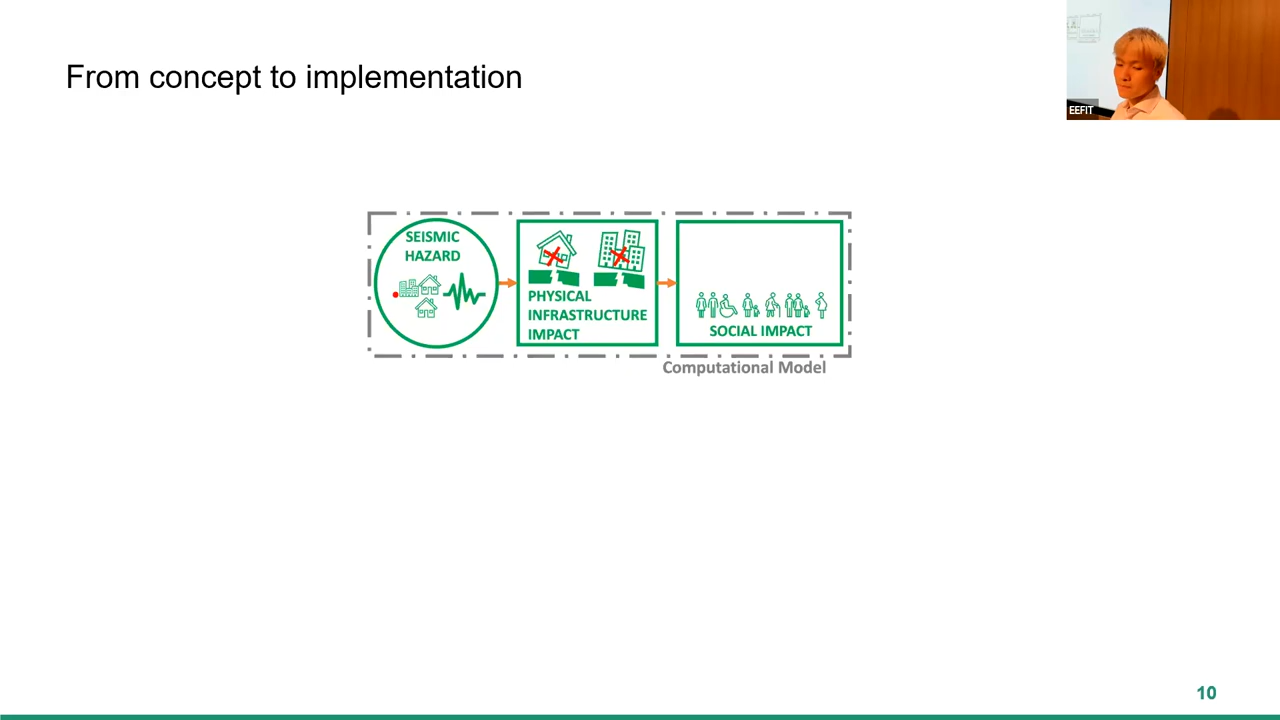 From concept to implementation
EEFIT
SEISMIC
HAZARD
PHYSICAL
INFRASTRUCTURE
IMPACT
SOCIAL IMPACT
Computational Model
10